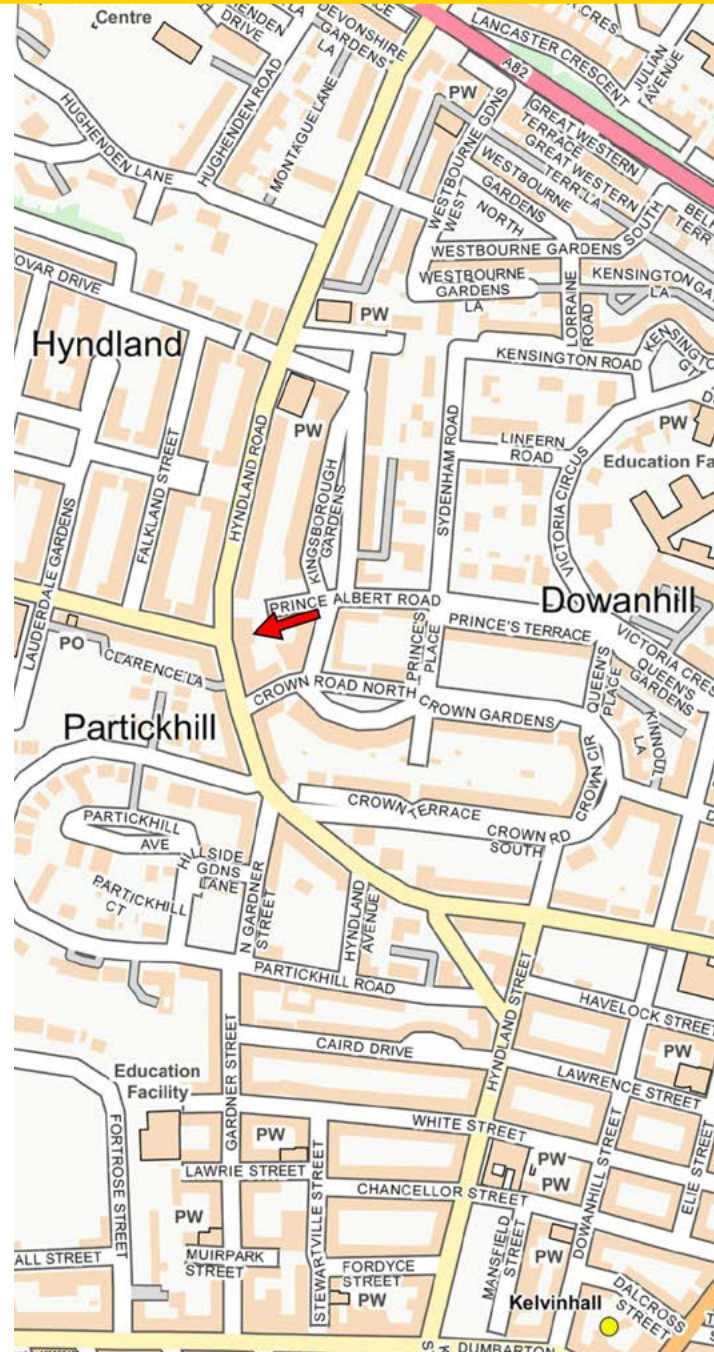 Centre
HUGHENDEN
DRIVE
LA
DEVONSHIRE
GARDENS
LA
CRES
LANCASTER CRESCENT
JULIAN
AVENUE
A82
HUGHENDEN LANE
HUGHENDEN ROAD
MONTAGUE LANE
PW
WESTBOURNE GDNS
WEST
GREAT WESTERN
TERRACE
GREAT WESTERN
TERR LA
WESTBOURNE
GARDENS
NORTH
SOUTH
TERR
WESTBOURNE GARDENS
WESTBOURNE
GARDENS
LA
KENSINGTON GA
LA
LORRAINE
ROAD
OVAR DRIVE
PW
Hyndland
KENSINGTON ROAD
KENSINGTON
GT
PW
HYNDLAND ROAD
PW
LINFERN
ROAD
Education Fa
SYDENHAM ROAD
VICTORIA CIRCUS
FALKLAND STREET
LAUDERDALE GARDENS
KINGSBOROUGH
GARDENS
PRINCE ALBERT ROAD
Dowanhill
PRINCE'S
PLACE
PRINCE'S TERRACE
VICTORIA CRES
QUEEN'S
GARDENS
QUEEN'S
PLACE
PO
CLARENCE LA
CROWN ROAD NORTH
CROWN GARDENS
KINNOUL
LA
Partickhill
CROWN CIR
CROWN TERRACE
CROWN RD
SOUTH
PARTICKHILL
AVE
HILLSIDE
GDNS
LANE
PARTICKHILL
CT
N GARDNER
STREET
HYNDLAND
AVENUE
PARTICKHILL ROAD
HYNDLAND STREET
HAVELOCK STREET
CAIRD DRIVE
PW
LAWRENCE STREET
Education
Facility
GARDNER STREET
WHITE STREET
FORTROSE STREET
PW
LAWRIE STREET
STEWARTVILLE STREET
PW
PW
CHANCELLOR STREET
DOWANHILL STREET
ELIE STREET
PW
MANSFIELD
STREET
MUIRPARK
STREET
ALL STREET
FORDYCE
STREET
PW
PW
Kelvinhall
DALCROSS
STREET
DUMBARTON